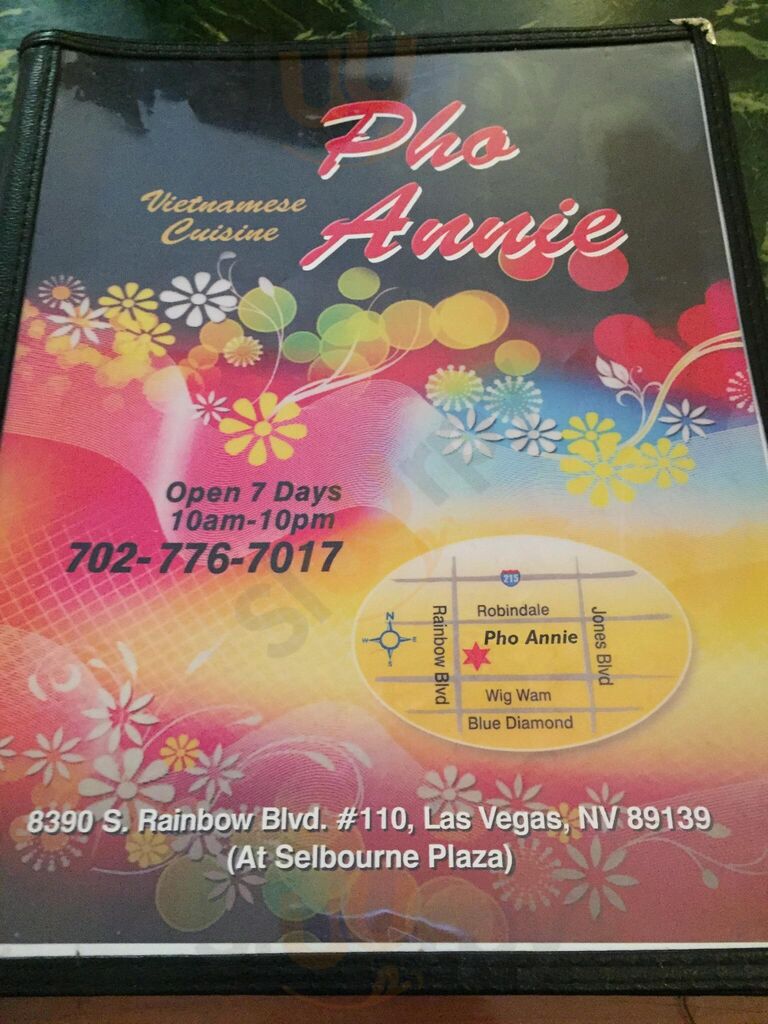 Pho
Annie
Vietnamese
Cuisine
Open 7 Days
10am-10pm
702-776-7017
215
Robindale
Rainbow Blvd
Jones Blvd
N
W
E
S
Pho Annie
Wig Wam
Blue Diamond
8390 S. Rainbow Blvd. #110, Las Vegas, NV 89139
(At Selbourne Plaza)